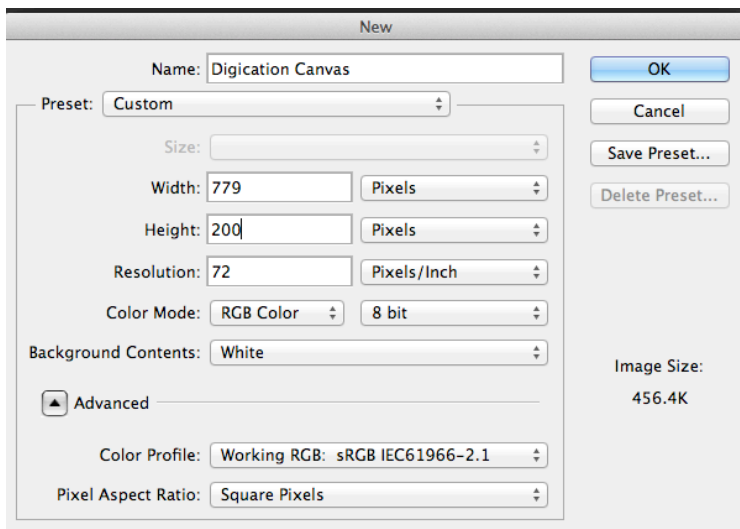 New
Name: Digication Canvas
OK
Preset: Custom
Cancel
Size:
Save Preset...
Width: 779 Pixels
Delete Preset...
Height: 200 Pixels
Resolution: 72 Pixels/Inch
Color Mode: RGB Color 8 bit
Background Contents: White
Image Size:
456.4K
Advanced
Color Profile: Working RGB: sRGB IEC61966-2.1
Pixel Aspect Ratio: Square Pixels